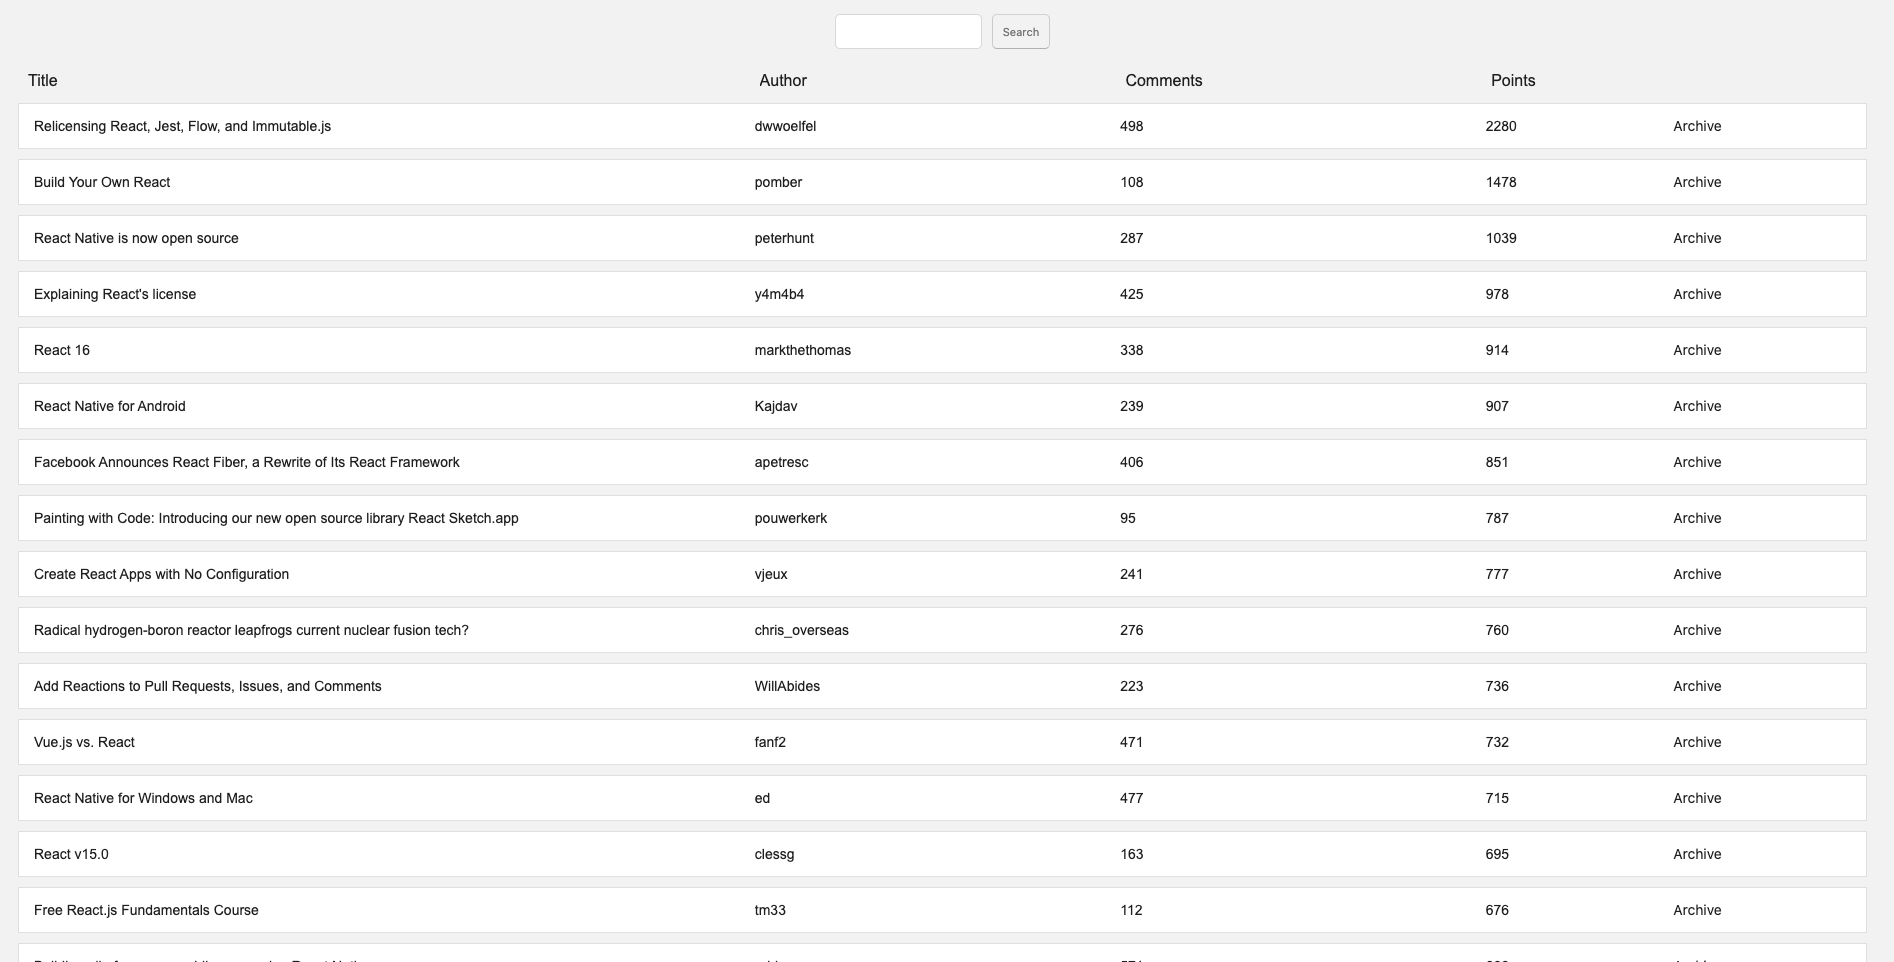 Search
Title Author Comments Points
Relicensing React, Jest, Flow, and Immutable.js dwwoelfel 498 2280 Archive
Build Your Own React pomber 108 1478 Archive
React Native is now open source peterhunt 287 1039 Archive
Explaining React's license y4m4b4 425 978 Archive
React 16 markthethomas 338 914 Archive
React Native for Android Kajdav 239 907 Archive
Facebook Announces React Fiber, a Rewrite of Its React Framework apetresc 406 851 Archive
Painting with Code: Introducing our new open source library React Sketch.app pouwerkerk 95 787 Archive
Create React Apps with No Configuration vjeux 241 777 Archive
Radical hydrogen-boron reactor leapfrogs current nuclear fusion tech? chris_overseas 276 760 Archive
Add Reactions to Pull Requests, Issues, and Comments WillAbides 223 736 Archive
Vue.js vs. React fanf2 471 732 Archive
React Native for Windows and Mac ed 477 715 Archive
React v15.0 clessg 163 695 Archive
Free React.js Fundamentals Course tm33 112 676 Archive